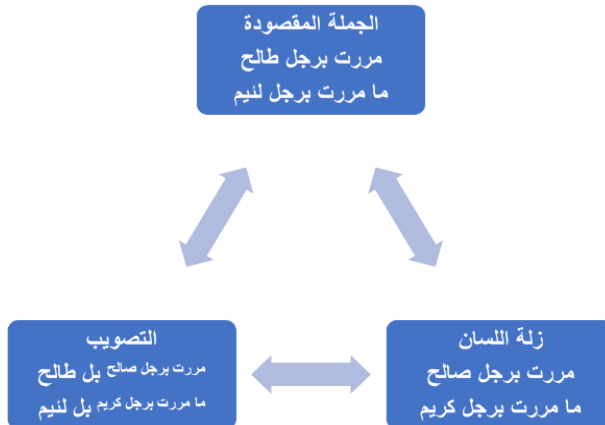 الجملة المقصودة
مررت برجل طالح
ما مررت برجل لئيم
زلة اللسان
مررت برجل صالح
ما مررت برجل كريم
التصويب
مررت برجل صالح بل طالح
ما مررت برجل كريم بل لئيم